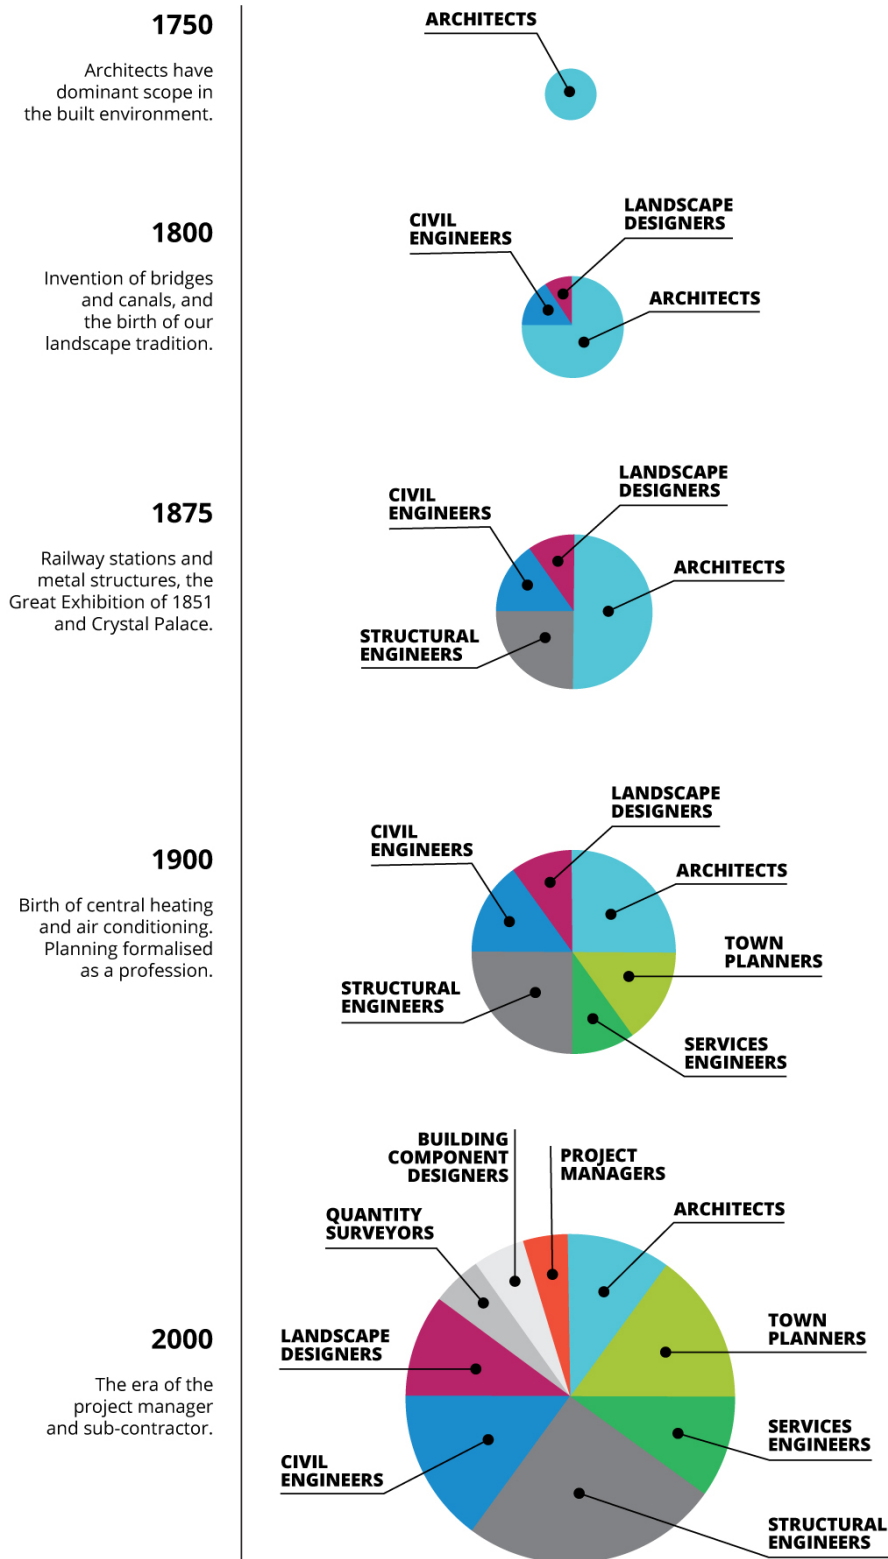 1750
Architects have
dominant scope in
the built environment.
ARCHITECTS
1800
Invention of bridges
and canals, and
the birth of our
landscape tradition.
CIVIL
ENGINEERS
LANDSCAPE
DESIGNERS
ARCHITECTS
1875
Railway stations and
metal structures, the
Great Exhibition of 1851
and Crystal Palace.
CIVIL
ENGINEERS
LANDSCAPE
DESIGNERS
ARCHITECTS
STRUCTURAL
ENGINEERS
1900
Birth of central heating
and air conditioning.
Planning formalised
as a profession.
CIVIL
ENGINEERS
LANDSCAPE
DESIGNERS
ARCHITECTS
TOWN
PLANNERS
STRUCTURAL
ENGINEERS
SERVICES
ENGINEERS
2000
The era of the
project manager
and sub-contractor.
BUILDING
COMPONENT
DESIGNERS
PROJECT
MANAGERS
QUANTITY
SURVEYORS
ARCHITECTS
LANDSCAPE
DESIGNERS
TOWN
PLANNERS
CIVIL
ENGINEERS
SERVICES
ENGINEERS
STRUCTURAL
ENGINEERS